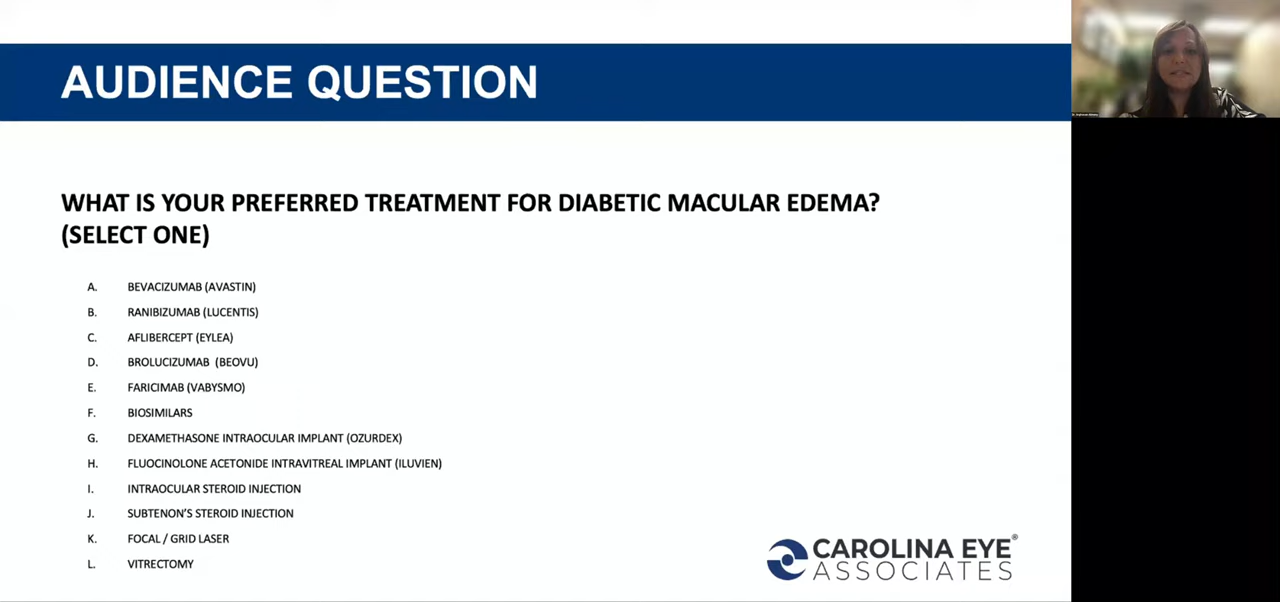 AUDIENCE QUESTION
WHAT IS YOUR PREFERRED TREATMENT FOR DIABETIC MACULAR EDEMA?
(SELECT ONE)
A. BEVACIZUMAB (AVASTIN)
B. RANIBIZUMAB (LUCENTIS)
C. AFLIBERCEPT (EYLEA)
D. BROLUCIZUMAB (BEOVU)
E. FARICIMAB (VABYSMO)
F. BIOSIMILARS
G. DEXAMETHASONE INTRAOCULAR IMPLANT (OZURDEX)
H. FLUOCINOLONE ACETONIDE INTRAVITREAL IMPLANT (ILUVIEN)
I. INTRAOCULAR STEROID INJECTION
J. SUBTENON'S STEROID INJECTION
K. FOCAL / GRID LASER
L. VITRECTOMY
CAROLINA EYE®
ASSOCIATES